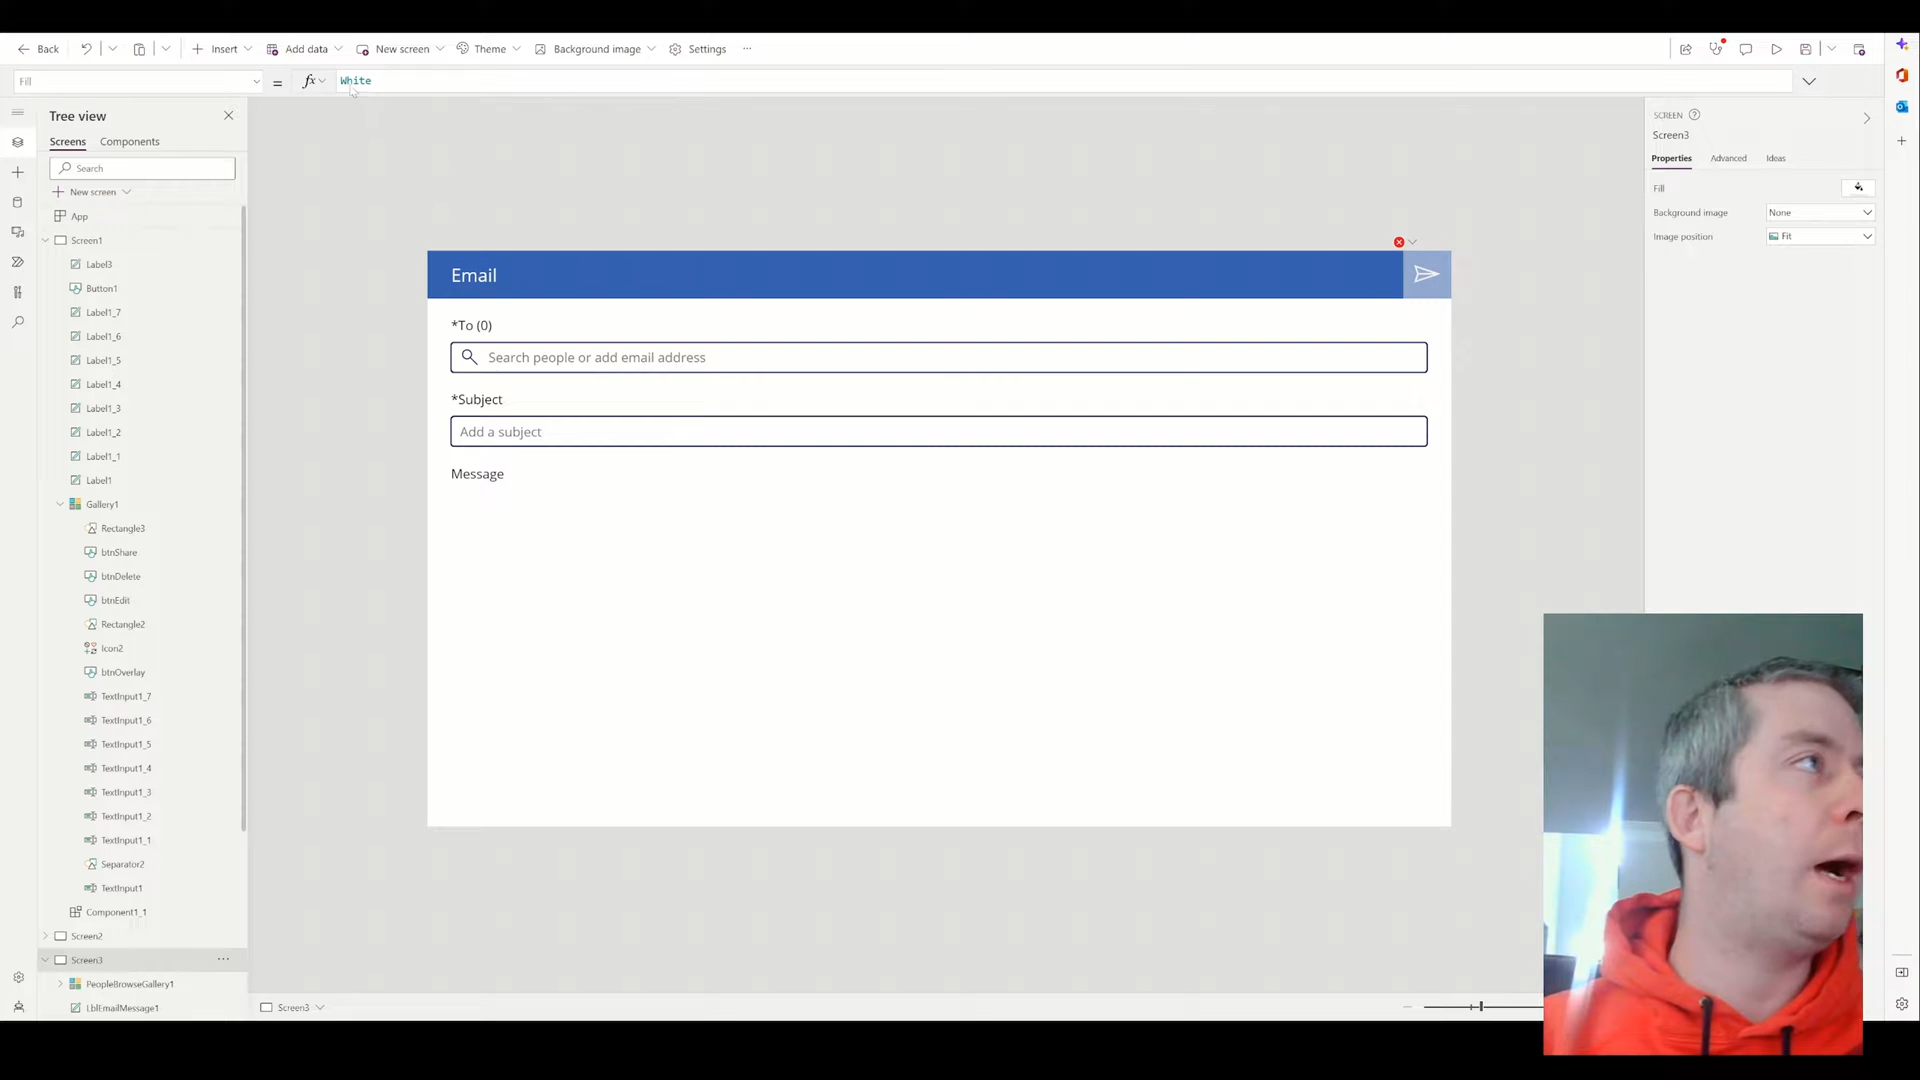 Back
Insert
Add data
New screen
Theme
Background image
Settings
Fill
=
fx
White
Tree view
Screens
Components
Search
New screen
App
Screen1
Label3
Button1
Label1_7
Label1_6
Label1_5
Label1_4
Label1_3
Label1_2
Label1_1
Label1
Gallery1
Rectangle3
btnShare
btnDelete
btnEdit
Rectangle2
Icon2
btnOverlay
TextInput1_7
TextInput1_6
TextInput1_5
TextInput1_4
TextInput1_3
TextInput1_2
TextInput1_1
Separator2
TextInput1
Component1_1
Screen2
Screen3
PeopleBrowseGallery1
LblEmailMessage1
Email
*To (0)
Search people or add email address
*Subject
Add a subject
Message
Screen3
SCREEN
Screen3
Properties
Advanced
Ideas
Fill
Background image
None
Image position
Fit